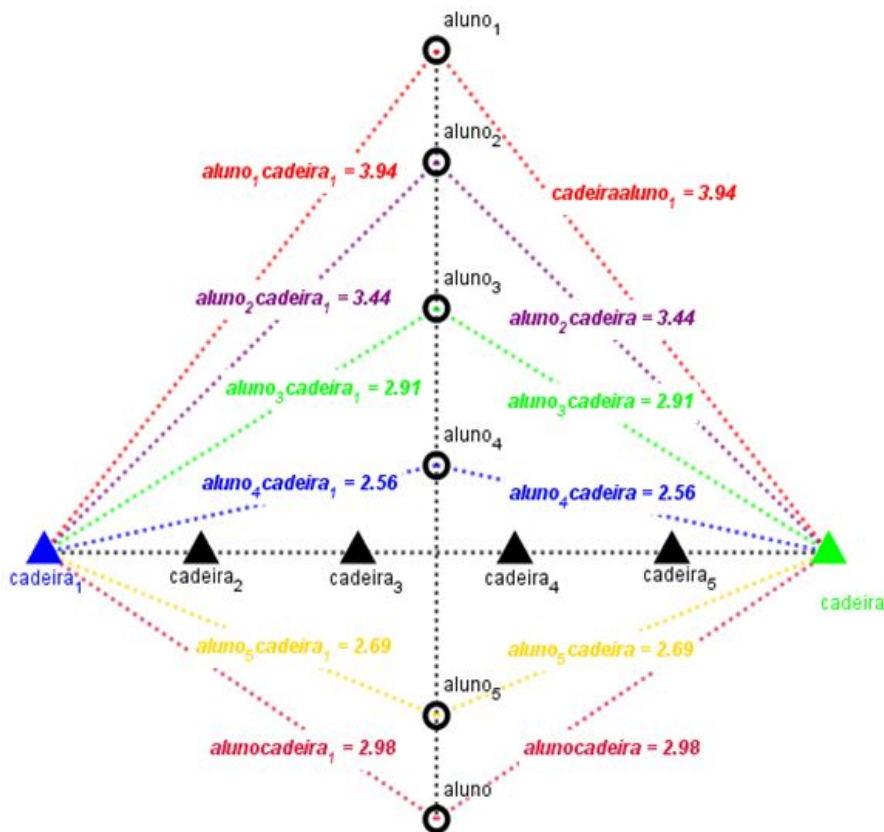 aluno₁
aluno₂
aluno₁cadeira₁ = 3.94
cadeiraaluno₁ = 3.94
aluno₃
aluno₂cadeira₁ = 3.44
aluno₂cadeira = 3.44
aluno₃cadeira₁ = 2.91
aluno₃cadeira = 2.91
aluno₄
aluno₄cadeira₁ = 2.56
aluno₄cadeira = 2.56
cadeira₁
cadeira₂
cadeira₃
cadeira₄
cadeira₅
cadeira
aluno₅cadeira₁ = 2.69
aluno₅cadeira = 2.69
aluno₅
alunocadeira₁ = 2.98
alunocadeira = 2.98
aluno